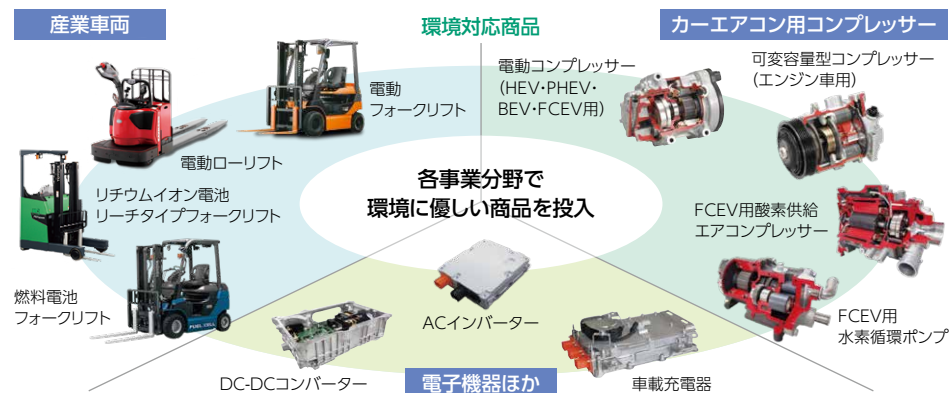 産業車両
環境対応商品
カーエアコン用コンプレッサー
電動
フォークリフト
電動ローリフト
リチウムイオン電池
リーチタイプフォークリフト
燃料電池
フォークリフト
FUEL CELL
電動コンプレッサー
(HEV・PHEV・
BEV・FCEV用)
可変容量型コンプレッサー
(エンジン車用)
FCEV用酸素供給
エアコンプレッサー
FCEV用
水素循環ポンプ
各事業分野で
環境に優しい商品を投入
ACインバーター
DC-DCコンバーター
車載充電器
電子機器ほか